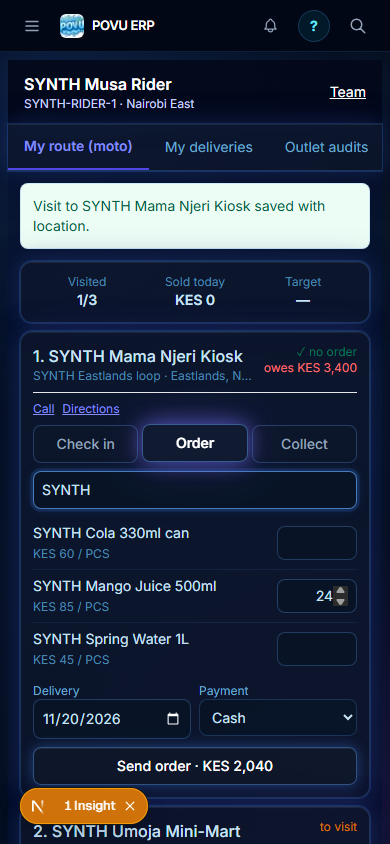 POVU
POVU ERP
?
SYNTH Musa Rider
SYNTH-RIDER-1 · Nairobi East
Team
My route (moto)
My deliveries
Outlet audits
Visit to SYNTH Mama Njeri Kiosk saved with
location.
Visited
Sold today
Target
1/3
KES 0
—
1. SYNTH Mama Njeri Kiosk
✓ no order
SYNTH Eastlands loop · Eastlands, N...
owes KES 3,400
Call Directions
Check in
Order
Collect
SYNTH
SYNTH Cola 330ml can
KES 60 / PCS
SYNTH Mango Juice 500ml
KES 85 / PCS
24
SYNTH Spring Water 1L
KES 45 / PCS
Delivery
Payment
11/20/2026
Cash
Send order · KES 2,040
N 1 Insight ×
2. SYNTH Umoja Mini-Mart
to visit